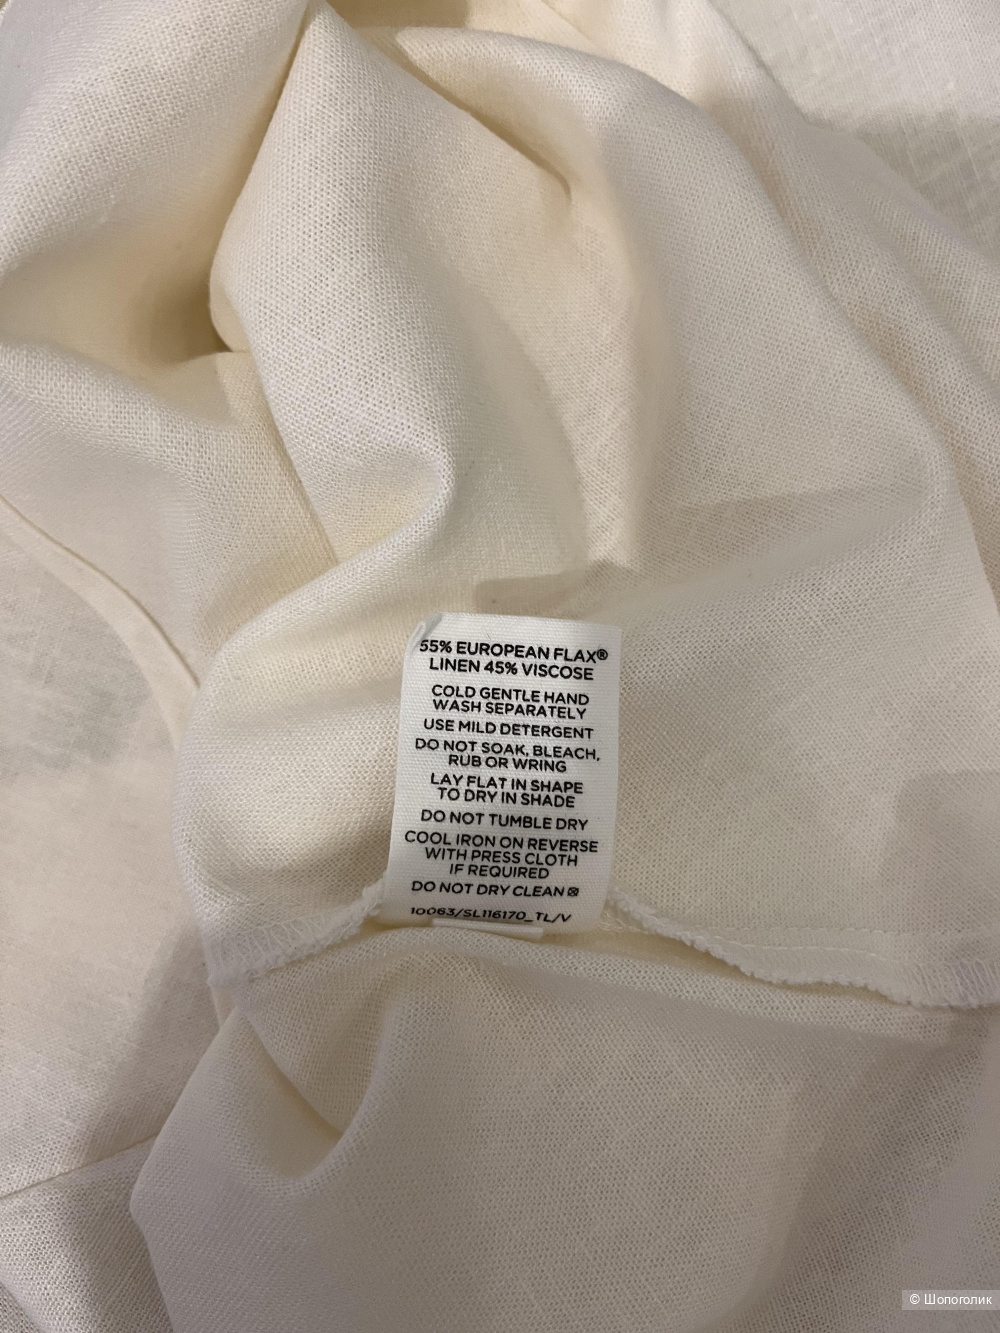 55% EUROPEAN FLAX®
LINEN 45% VISCOSE
COLD GENTLE HAND
WASH SEPARATELY
USE MILD DETERGENT
DO NOT SOAK, BLEACH,
RUB OR WRING
LAY FLAT IN SHAPE
TO DRY IN SHADE
DO NOT TUMBLE DRY
COOL IRON ON REVERSE
WITH PRESS CLOTH
IF REQUIRED
DO NOT DRY CLEAN
10063/SL116170_TL/V
© Шопоголик